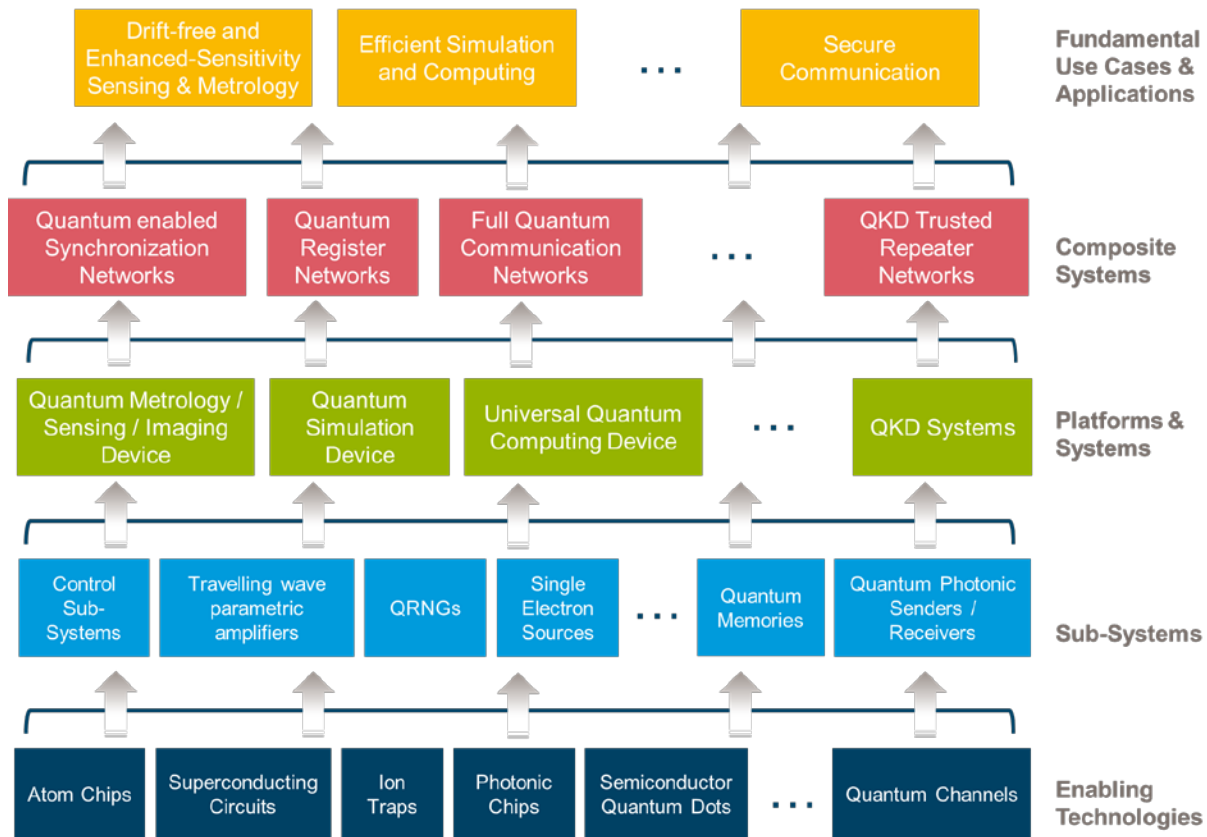 Drift-free and
Enhanced-Sensitivity
Sensing & Metrology
Efficient Simulation
and Computing
...
Secure
Communication
Fundamental
Use Cases &
Applications
Quantum enabled
Synchronization
Networks
Quantum
Register
Networks
Full Quantum
Communication
Networks
...
QKD Trusted
Repeater
Networks
Composite
Systems
Quantum Metrology /
Sensing / Imaging
Device
Quantum
Simulation
Device
Universal Quantum
Computing Device
...
QKD Systems
Platforms &
Systems
Control
Sub-
Systems
Travelling wave
parametric
amplifiers
QRNGs
Single
Electron
Sources
...
Quantum
Memories
Quantum Photonic
Senders /
Receivers
Sub-Systems
Atom Chips
Superconducting
Circuits
Ion
Traps
Photonic
Chips
Semiconductor
Quantum Dots
...
Quantum Channels
Enabling
Technologies